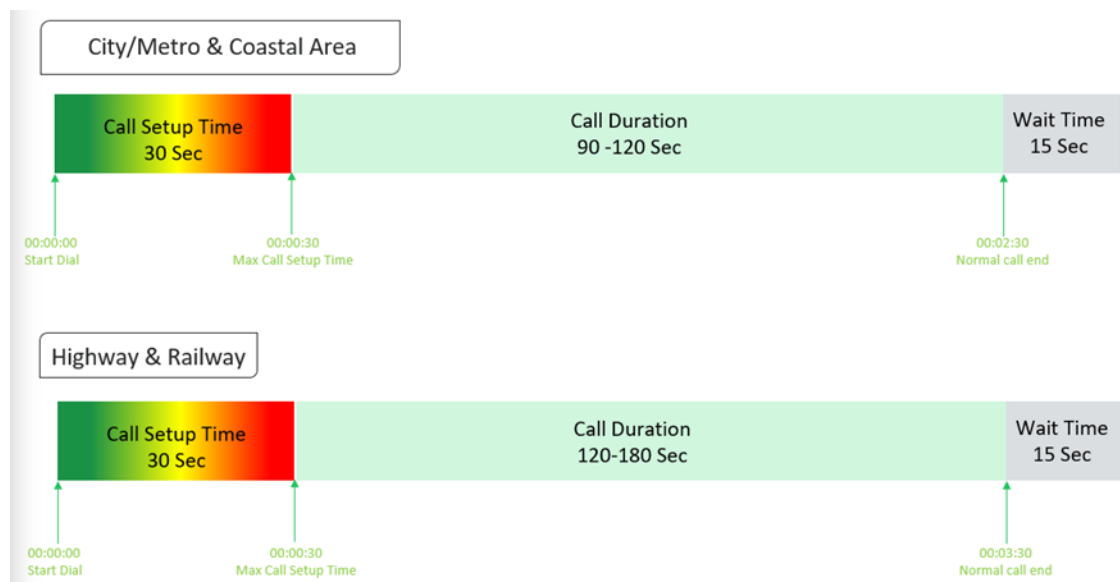 City/Metro & Coastal Area
Call Setup Time
30 Sec
Call Duration
90 -120 Sec
Wait Time
15 Sec
00:00:00
Start Dial
00:00:30
Max Call Setup Time
00:02:30
Normal call end
Highway & Railway
Call Setup Time
30 Sec
Call Duration
120-180 Sec
Wait Time
15 Sec
00:00:00
Start Dial
00:00:30
Max Call Setup Time
00:03:30
Normal call end